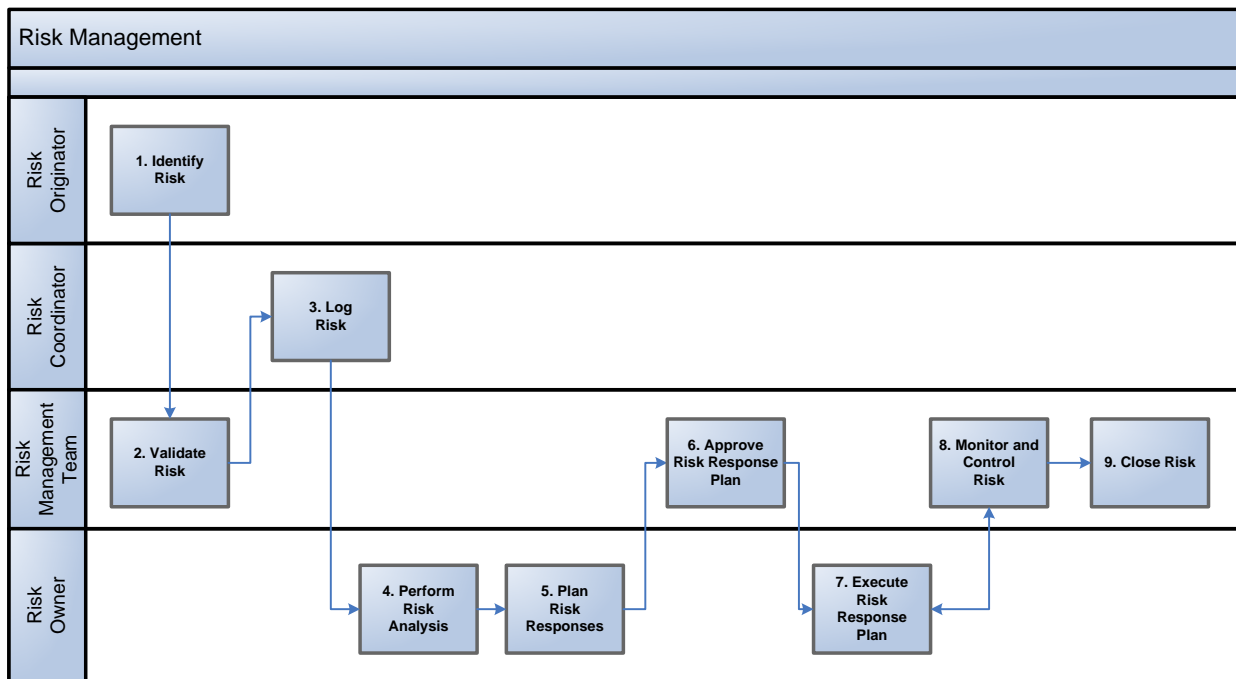 Risk Management
Risk
Originator
1. Identify
Risk
Risk
Coordinator
3. Log
Risk
Risk
Management
Team
2. Validate
Risk
6. Approve
Risk Response
Plan
8. Monitor and
Control
Risk
9. Close Risk
Risk
Owner
4. Perform
Risk
Analysis
5. Plan
Risk
Responses
7. Execute
Risk
Response
Plan